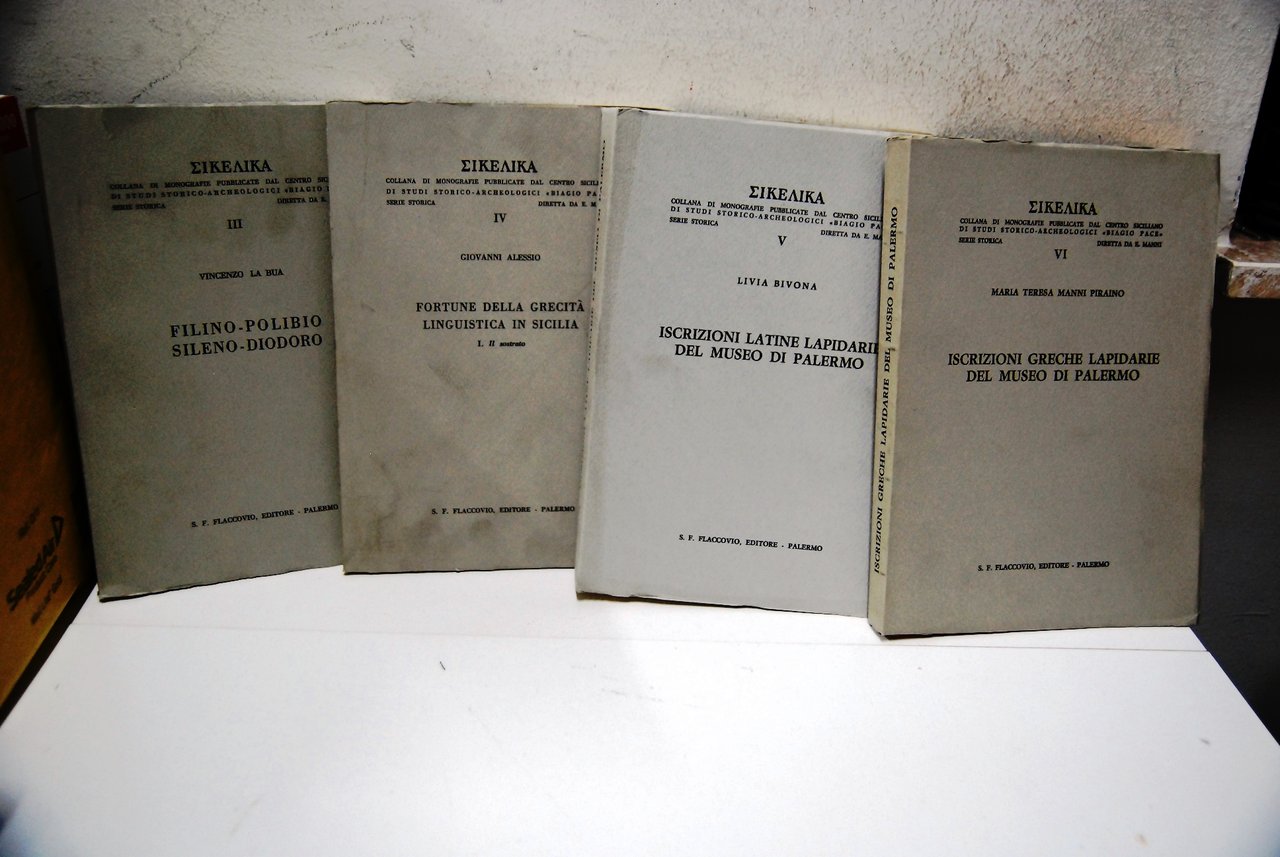 ΣΙΚΕΛΙΚΑ
COLLANA DI MONOGRAFIE PUBBLICATE DAL CENTRO SIC
DI STUDI STORICO-ARCHEOLOGICI «BIAGIO
SERIE STORICA DIRETTA DA E.
III
VINCENZO LA BUA
FILINO-POLIBIO
SILENO-DIODORO
S. F. FLACCOVIO, EDITORE - PALERMO
ΣΙΚΕΛΙΚΑ
COLLANA DI MONOGRAFIE PUBBLICATE DAL CENTRO SICIL
DI STUDI STORICO-ARCHEOLOGICI «BIAGIO PA
SERIE STORICA DIRETTA DA E. M
IV
GIOVANNI ALESSIO
FORTUNE DELLA GRECITÀ
LINGUISTICA IN SICILIA
I. Il sostrato
S. F. FLACCOVIO, EDITORE - PALERMO
ΣΙΚΕΛΙΚΑ
COLLANA DI MONOGRAFIE PUBBLICATE DAL CENTRO SICIL
DI STUDI STORICO-ARCHEOLOGICI «BIAGIO PA
SERIE STORICA DIRETTA DA E. MA
V
LIVIA BIVONA
ISCRIZIONI LATINE LAPIDARIE
DEL MUSEO DI PALERMO
S. F. FLACCOVIO, EDITORE - PALERMO
ISCRIZIONI GRECHE LAPIDARIE DEL MUSEO DI PALERMO
ΣΙΚΕΛΙΚΑ
COLLANA DI MONOGRAFIE PUBBLICATE DAL CENTRO SICILIANO
DI STUDI STORICO-ARCHEOLOGICI «BIAGIO PACE»
SERIE STORICA DIRETTA DA E. MANNI
VI
MARIA TERESA MANNI PIRAINO
ISCRIZIONI GRECHE LAPIDARIE
DEL MUSEO DI PALERMO
S. F. FLACCOVIO, EDITORE - PALERMO